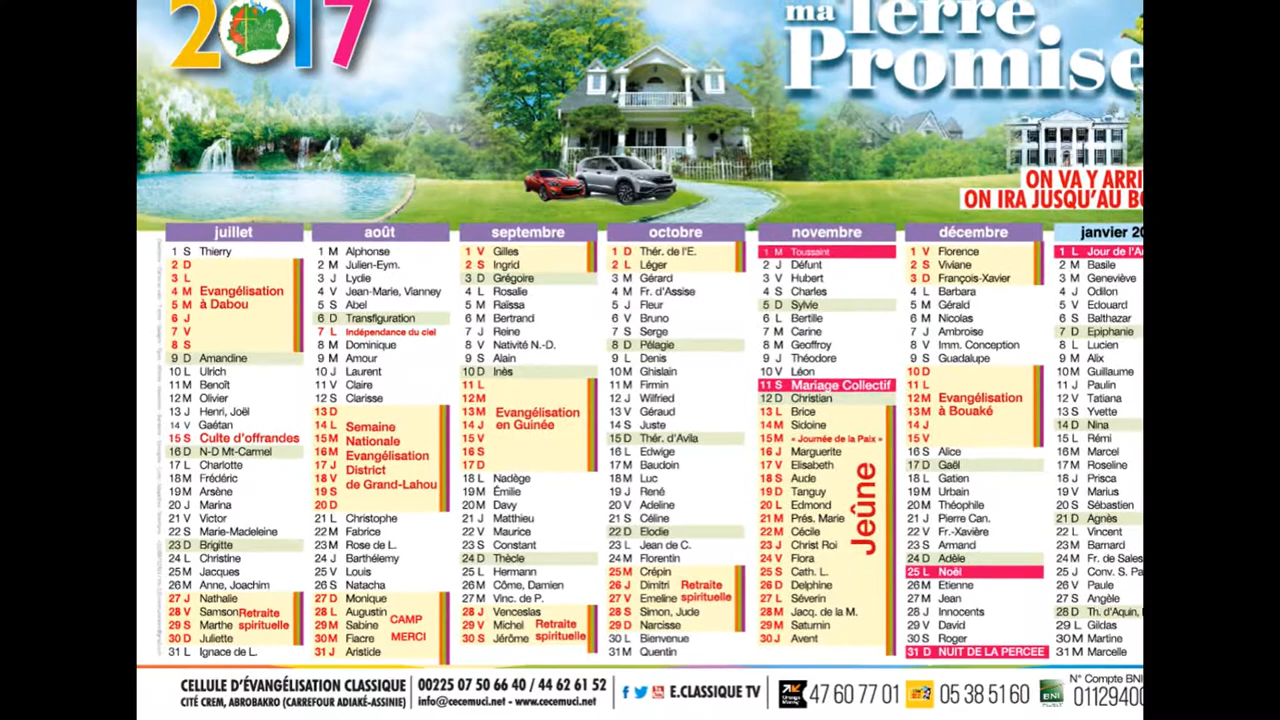 2017
ma Terre
Promise
ON VA Y ARRI
ON IRA JUSQU'AU BO
juillet
1 S Thierry
2 D
3 L
4 M Evangélisation
5 M à Dabou
6 J
7 V
8 S
9 D Amandine
10 L Ulrich
11 M Benoît
12 M Olivier
13 J Henri, Joël
14 V Gaétan
15 S Culte d'offrandes
16 D N-D Mt-Carmel
17 L Charlotte
18 M Frédéric
19 M Arsène
20 J Marina
21 V Victor
22 S Marie-Madeleine
23 D Brigitte
24 L Christine
25 M Jacques
26 M Anne, Joachim
27 J Nathalie
28 V Samson Retraite
29 S Marthe spirituelle
30 D Juliette
31 L Ignace de L.
août
1 M Alphonse
2 M Julien-Eym.
3 J Lydie
4 V Jean-Marie, Vianney
5 S Abel
6 D Transfiguration
7 L Indépendance du ciel
8 M Dominique
9 M Amour
10 J Laurent
11 V Claire
12 S Clarisse
13 D
14 L Semaine
15 M Nationale
16 M Evangélisation
17 J District
18 V de Grand-Lahou
19 S
20 D
21 L Christophe
22 M Fabrice
23 M Rose de L.
24 J Barthélemy
25 V Louis
26 S Natacha
27 D Monique
28 L Augustin CAMP
29 M Sabine
30 M Fiacre MERCI
31 J Aristide
septembre
1 V Gilles
2 S Ingrid
3 D Grégoire
4 L Rosalie
5 M Raïssa
6 M Bertrand
7 J Reine
8 V Nativité N.-D.
9 S Alain
10 D Inès
11 L
12 M
13 M Evangélisation
14 J en Guinée
15 V
16 S
17 D
18 L Nadège
19 M Émilie
20 M Davy
21 J Matthieu
22 V Maurice
23 S Constant
24 D Thècle
25 L Hermann
26 M Côme, Damien
27 M Vinc. de P.
28 J Venceslas
29 V Michel Retraite
30 S Jérôme spirituelle
octobre
1 D Thér. de l'E.
2 L Léger
3 M Gérard
4 M Fr. d'Assise
5 J Fleur
6 V Bruno
7 S Serge
8 D Pélagie
9 L Denis
10 M Ghislain
11 M Firmin
12 J Wilfried
13 V Géraud
14 S Juste
15 D Thér. d'Avila
16 L Edwige
17 M Baudoin
18 M Luc
19 J René
20 V Adeline
21 S Céline
22 D Elodie
23 L Jean de C.
24 M Florentin
25 M Crépin
26 J Dimitri Retraite
27 V Emeline spirituelle
28 S Simon, Jude
29 D Narcisse
30 L Bienvenue
31 M Quentin
novembre
1 M Toussaint
2 J Défunt
3 V Hubert
4 S Charles
5 D Sylvie
6 L Bertille
7 M Carine
8 M Geoffroy
9 J Théodore
10 V Léon
11 S Mariage Collectif
12 D Christian
13 L Brice
14 M Sidoine
15 M « Journée de la Paix »
16 J Marguerite
17 V Elisabeth
18 S Aude
19 D Tanguy
20 L Edmond
21 M Prés. Marie
22 M Cécile
23 J Christ Roi
24 V Flora
25 S Cath. L.
26 D Delphine
27 L Séverin
28 M Jacq. de la M.
29 M Saturnin
30 J Avent
Jeûne
décembre
1 V Florence
2 S Viviane
3 D François-Xavier
4 L Barbara
5 M Gérald
6 M Nicolas
7 J Ambroise
8 V Imm. Conception
9 S Guadalupe
10 D
11 L
12 M Evangélisation
13 M à Bouaké
14 J
15 V
16 S Alice
17 D Gaël
18 L Gatien
19 M Urbain
20 M Théophile
21 J Pierre Can.
22 V Fr.-Xavière
23 S Armand
24 D Adèle
25 L Noël
26 M Etienne
27 M Jean
28 J Innocents
29 V David
30 S Roger
31 D NUIT DE LA PERCEE
janvier 20
1 L Jour de l'A
2 M Basile
3 M Geneviève
4 J Odilon
5 V Edouard
6 S Balthazar
7 D Epiphanie
8 L Lucien
9 M Alix
10 M Guillaume
11 J Paulin
12 V Tatiana
13 S Yvette
14 D Nina
15 L Rémi
16 M Marcel
17 M Roseline
18 J Prisca
19 V Marius
20 S Sébastien
21 D Agnès
22 L Vincent
23 M Barnard
24 M Fr. de Sales
25 J Conv. S. Pa
26 V Paule
27 S Angèle
28 D Th. d'Aquin,
29 L Gildas
30 M Martine
31 M Marcelle
CELLULE D'ÉVANGÉLISATION CLASSIQUE
CITÉ CREM, ABROBAKRO (CARREFOUR ADIAKÉ-ASSINIE)
00225 07 50 66 40 / 44 62 61 52
info@cecemuci.net - www.cecemuci.net
E.CLASSIQUE TV
47 60 77 01
05 38 51 60
BNI
N° Compte BNI
01129400